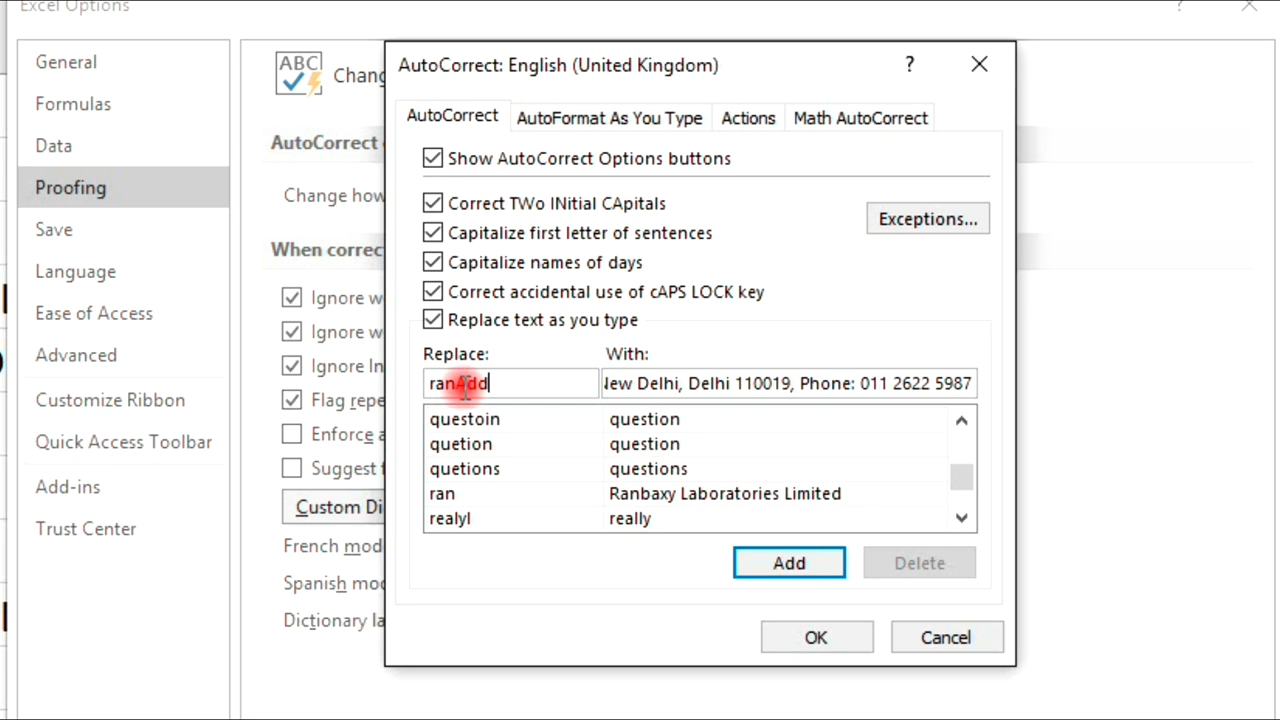 Excel Options
General
Formulas
Data
Proofing
Save
Language
Ease of Access
Advanced
Customize Ribbon
Quick Access Toolbar
Add-ins
Trust Center
ABC
AutoCorrect
Change how
When correc
Ignore w
Ignore w
Ignore
Flag repe
Enforce
Suggest
Custom Di
French mod
Spanish mo
Dictionary la
AutoCorrect: English (United Kingdom)
AutoCorrect AutoFormat As You Type Actions Math AutoCorrect
Show AutoCorrect Options buttons
Correct TWo INitial CApitals
Exceptions...
Capitalize first letter of sentences
Capitalize names of days
Correct accidental use of cAPS LOCK key
Replace text as you type
Replace: With:
ranAdd New Delhi, Delhi 110019, Phone: 011 2622 5987
questoin question
quetion question
quetions questions
ran Ranbaxy Laboratories Limited
realyl really
Add Delete
OK Cancel